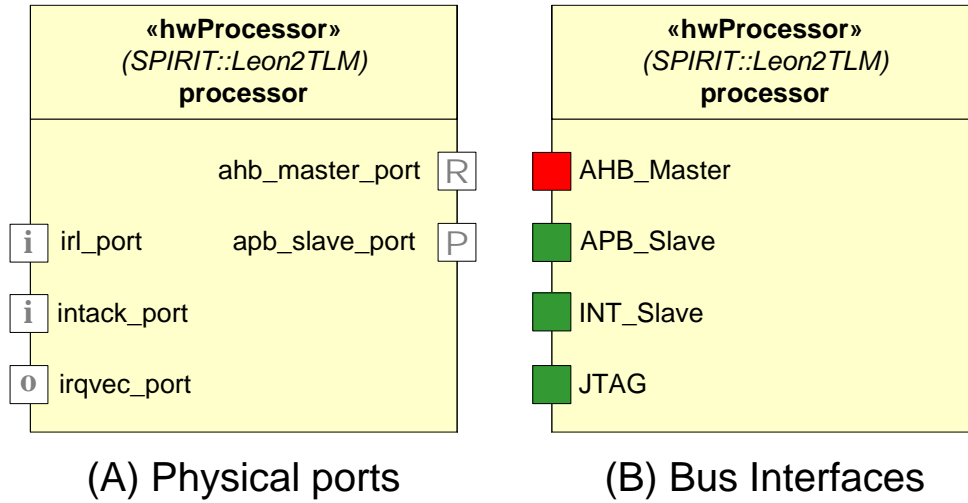 «hwProcessor»
(SPIRIT::Leon2TLM)
processor
ahb_master_port R
i irl_port apb_slave_port P
i intack_port
o irqvec_port
(A) Physical ports
«hwProcessor»
(SPIRIT::Leon2TLM)
processor
AHB_Master
APB_Slave
INT_Slave
JTAG
(B) Bus Interfaces